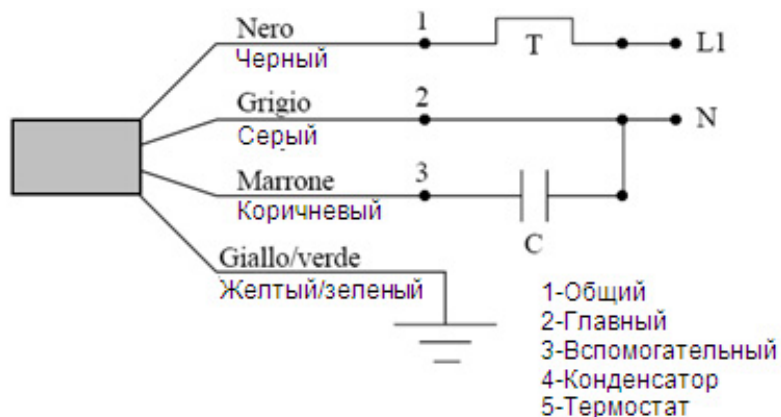 Nero 1 T L1
Черный
Grigio 2 N
Серый
Marrone 3
Коричневый C
Giallo/verde
Желтый/зеленый
1-Общий
2-Главный
3-Вспомогательный
4-Конденсатор
5-Термостат